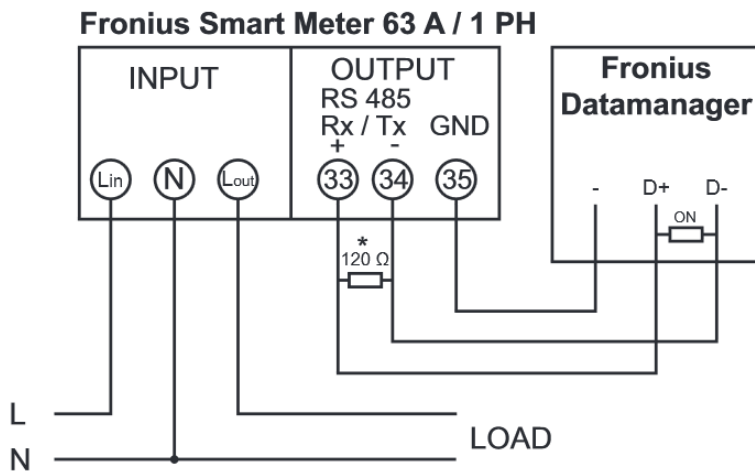 Fronius Smart Meter 63 A / 1 PH
INPUT
OUTPUT
RS 485
Rx / Tx GND
+ -
Lin N Lout
33 34 35
Fronius
Datamanager
- D+ D-
ON
*
120 Ω
L
N
LOAD